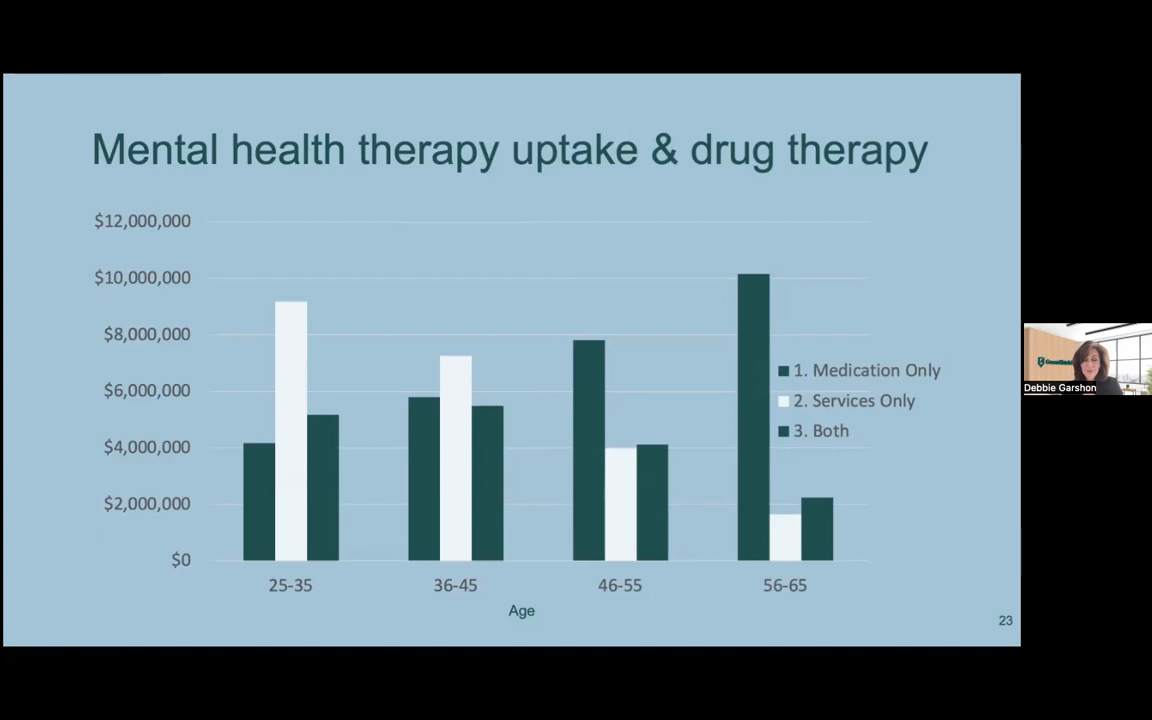 Mental health therapy uptake & drug therapy
$12,000,000
$10,000,000
$8,000,000
$6,000,000
$4,000,000
$2,000,000
$0
1. Medication Only
2. Services Only
3. Both
25-35
36-45
46-55
56-65
Age
23
Debbie Garshon